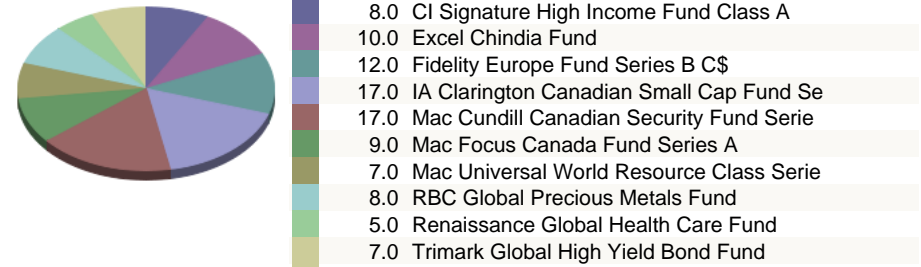 8.0 CI Signature High Income Fund Class A
10.0 Excel Chindia Fund
12.0 Fidelity Europe Fund Series B C$
17.0 IA Clarington Canadian Small Cap Fund Se
17.0 Mac Cundill Canadian Security Fund Serie
9.0 Mac Focus Canada Fund Series A
7.0 Mac Universal World Resource Class Serie
8.0 RBC Global Precious Metals Fund
5.0 Renaissance Global Health Care Fund
7.0 Trimark Global High Yield Bond Fund